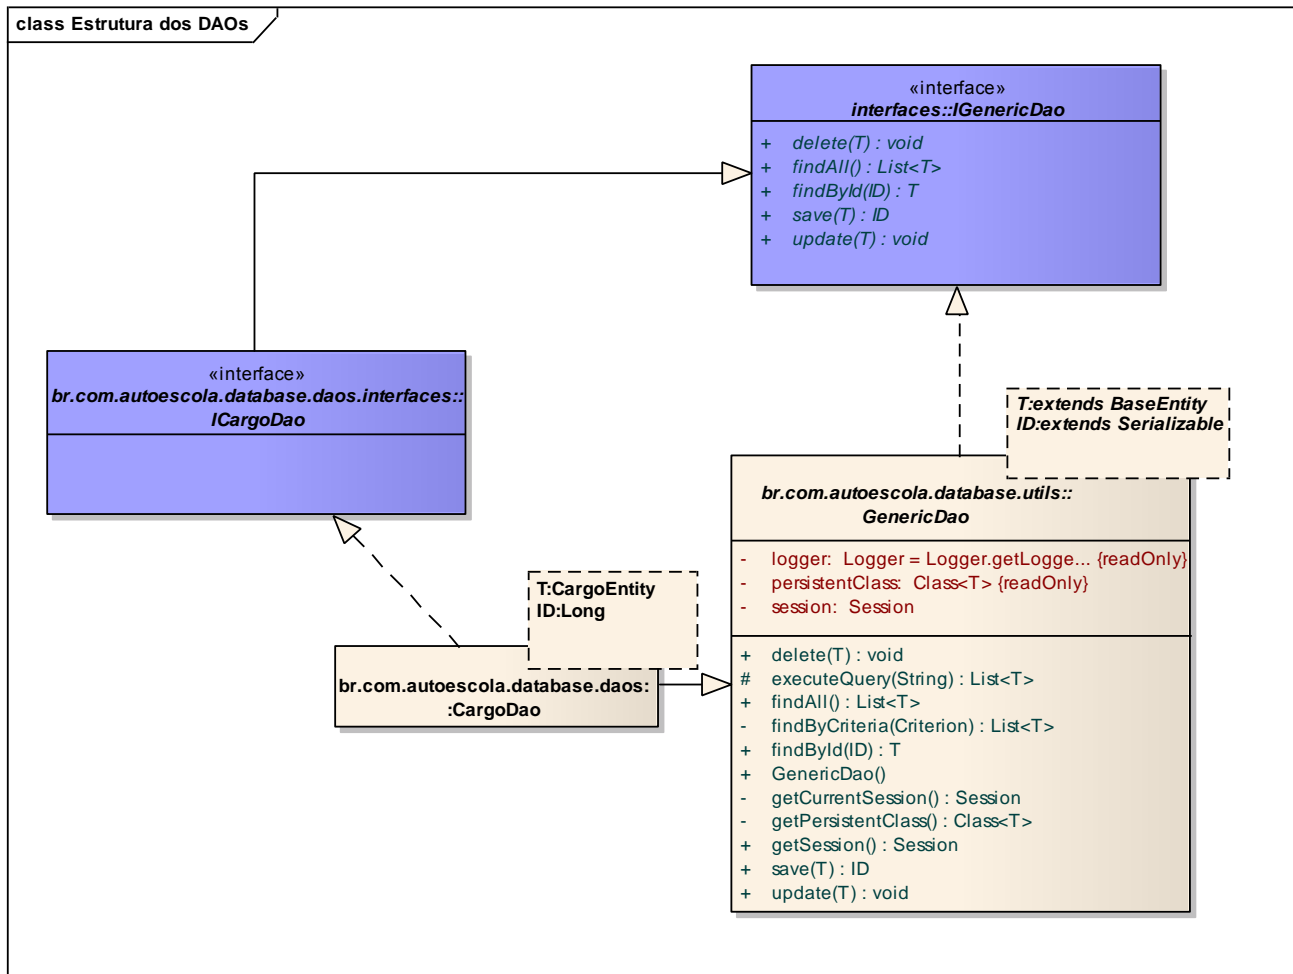 class Estrutura dos DAOs
«interface»
interfaces::IGenericDao
+ delete(T) : void
+ findAll() : List<T>
+ findById(ID) : T
+ save(T) : ID
+ update(T) : void
«interface»
br.com.autoescola.database.daos.interfaces::
ICargoDao
T:extends BaseEntity
ID:extends Serializable
br.com.autoescola.database.utils::
GenericDao
- logger: Logger = Logger.getLogge... {readOnly}
- persistentClass: Class<T> {readOnly}
- session: Session
+ delete(T) : void
# executeQuery(String) : List<T>
+ findAll() : List<T>
- findByCriteria(Criterion) : List<T>
+ findById(ID) : T
+ GenericDao()
- getCurrentSession() : Session
- getPersistentClass() : Class<T>
+ getSession() : Session
+ save(T) : ID
+ update(T) : void
T:CargoEntity
ID:Long
br.com.autoescola.database.daos:
:CargoDao